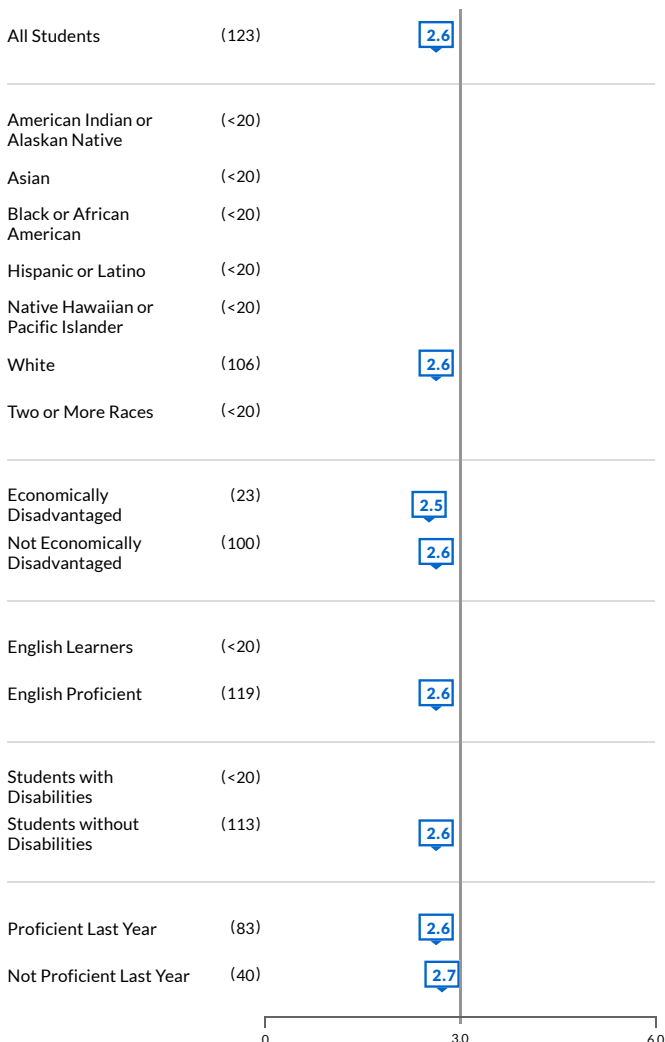 All Students (123) 2.6
American Indian or
Alaskan Native (<20)
Asian (<20)
Black or African
American (<20)
Hispanic or Latino (<20)
Native Hawaiian or
Pacific Islander (<20)
White (106) 2.6
Two or More Races (<20)
Economically
Disadvantaged (23) 2.5
Not Economically
Disadvantaged (100) 2.6
English Learners (<20)
English Proficient (119) 2.6
Students with
Disabilities (<20)
Students without
Disabilities (113) 2.6
Proficient Last Year (83) 2.6
Not Proficient Last Year (40) 2.7
0 3.0 6.0